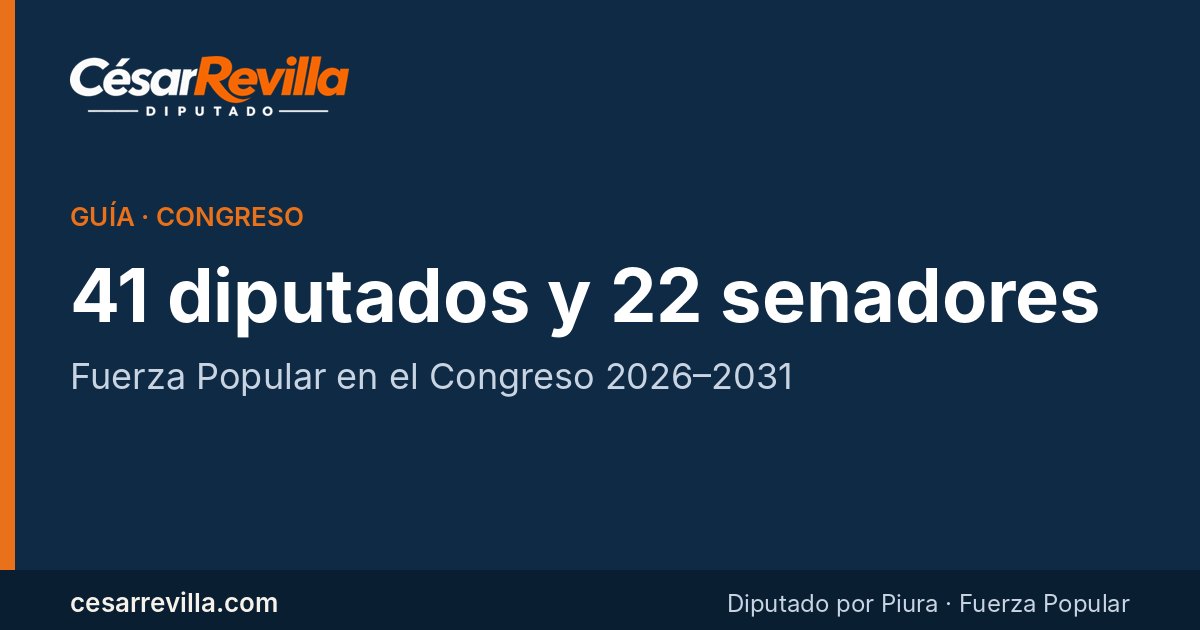 CésarRevilla
DIPUTADO
GUÍA · CONGRESO
41 diputados y 22 senadores
Fuerza Popular en el Congreso 2026–2031
cesarrevilla.com
Diputado por Piura · Fuerza Popular